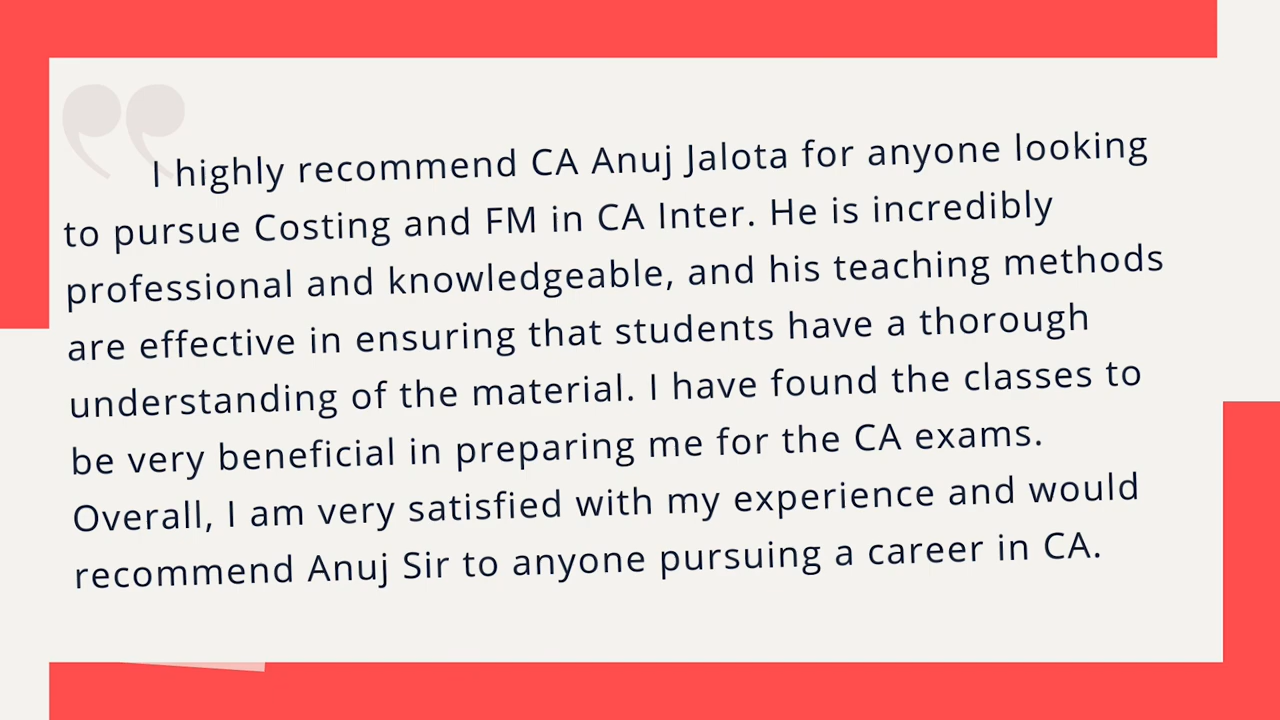 I highly recommend CA Anuj Jalota for anyone looking
to pursue Costing and FM in CA Inter. He is incredibly
professional and knowledgeable, and his teaching methods
are effective in ensuring that students have a thorough
understanding of the material. I have found the classes to
be very beneficial in preparing me for the CA exams.
Overall, I am very satisfied with my experience and would
recommend Anuj Sir to anyone pursuing a career in CA.